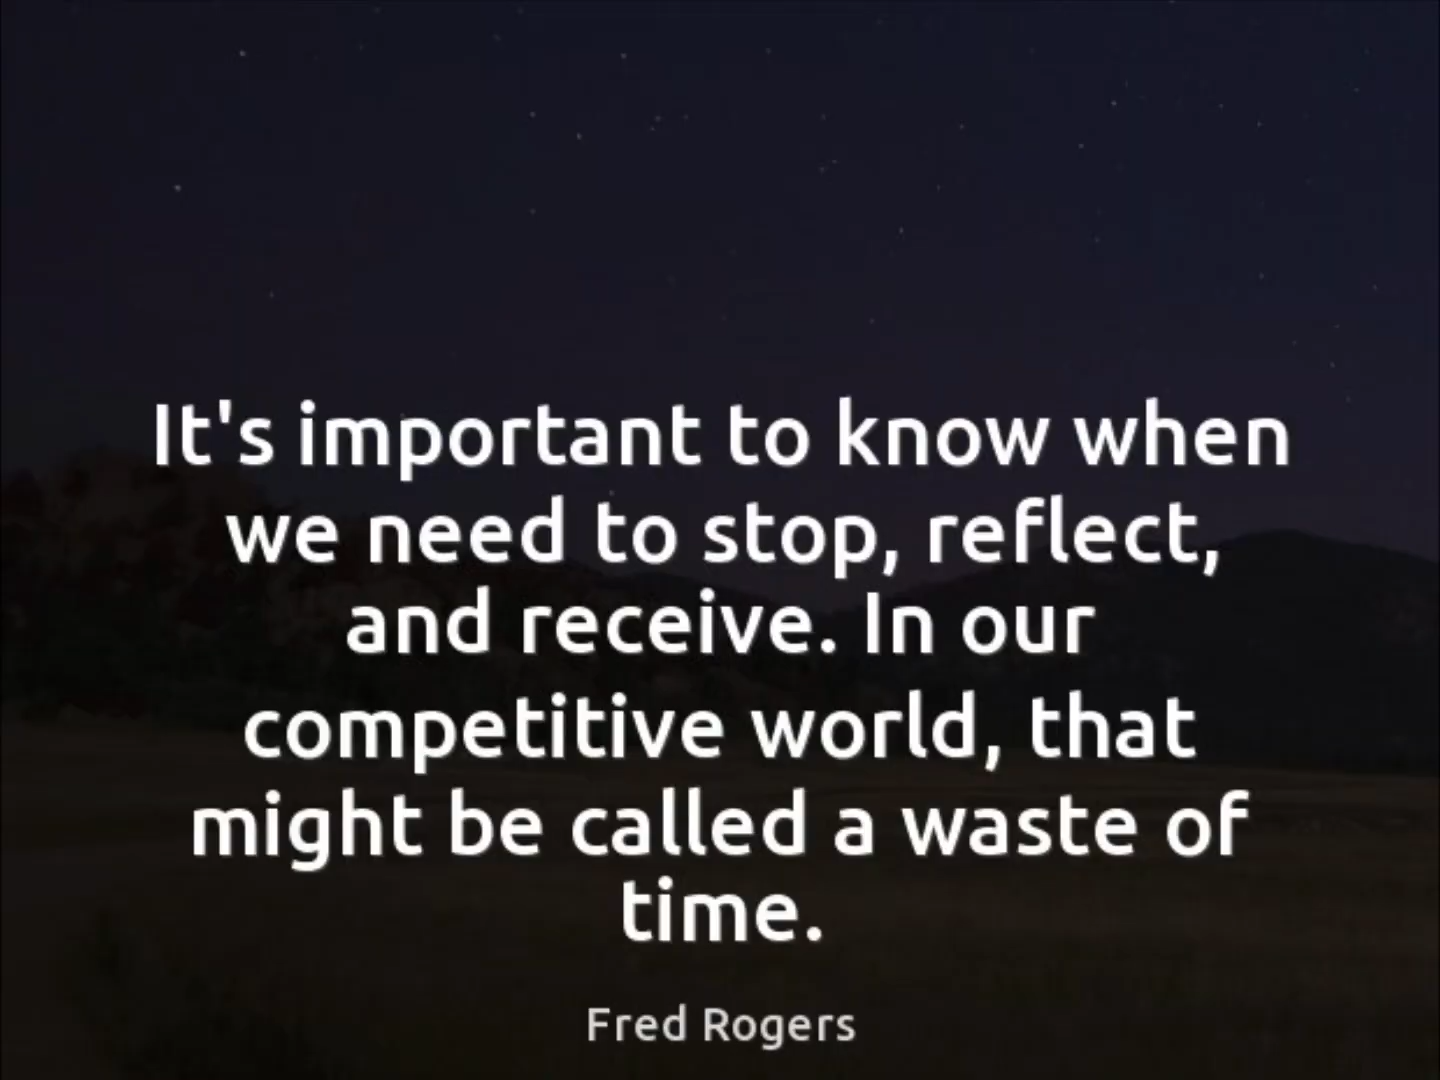 It's important to know when
we need to stop, reflect,
and receive. In our
competitive world, that
might be called a waste of
time.
Fred Rogers